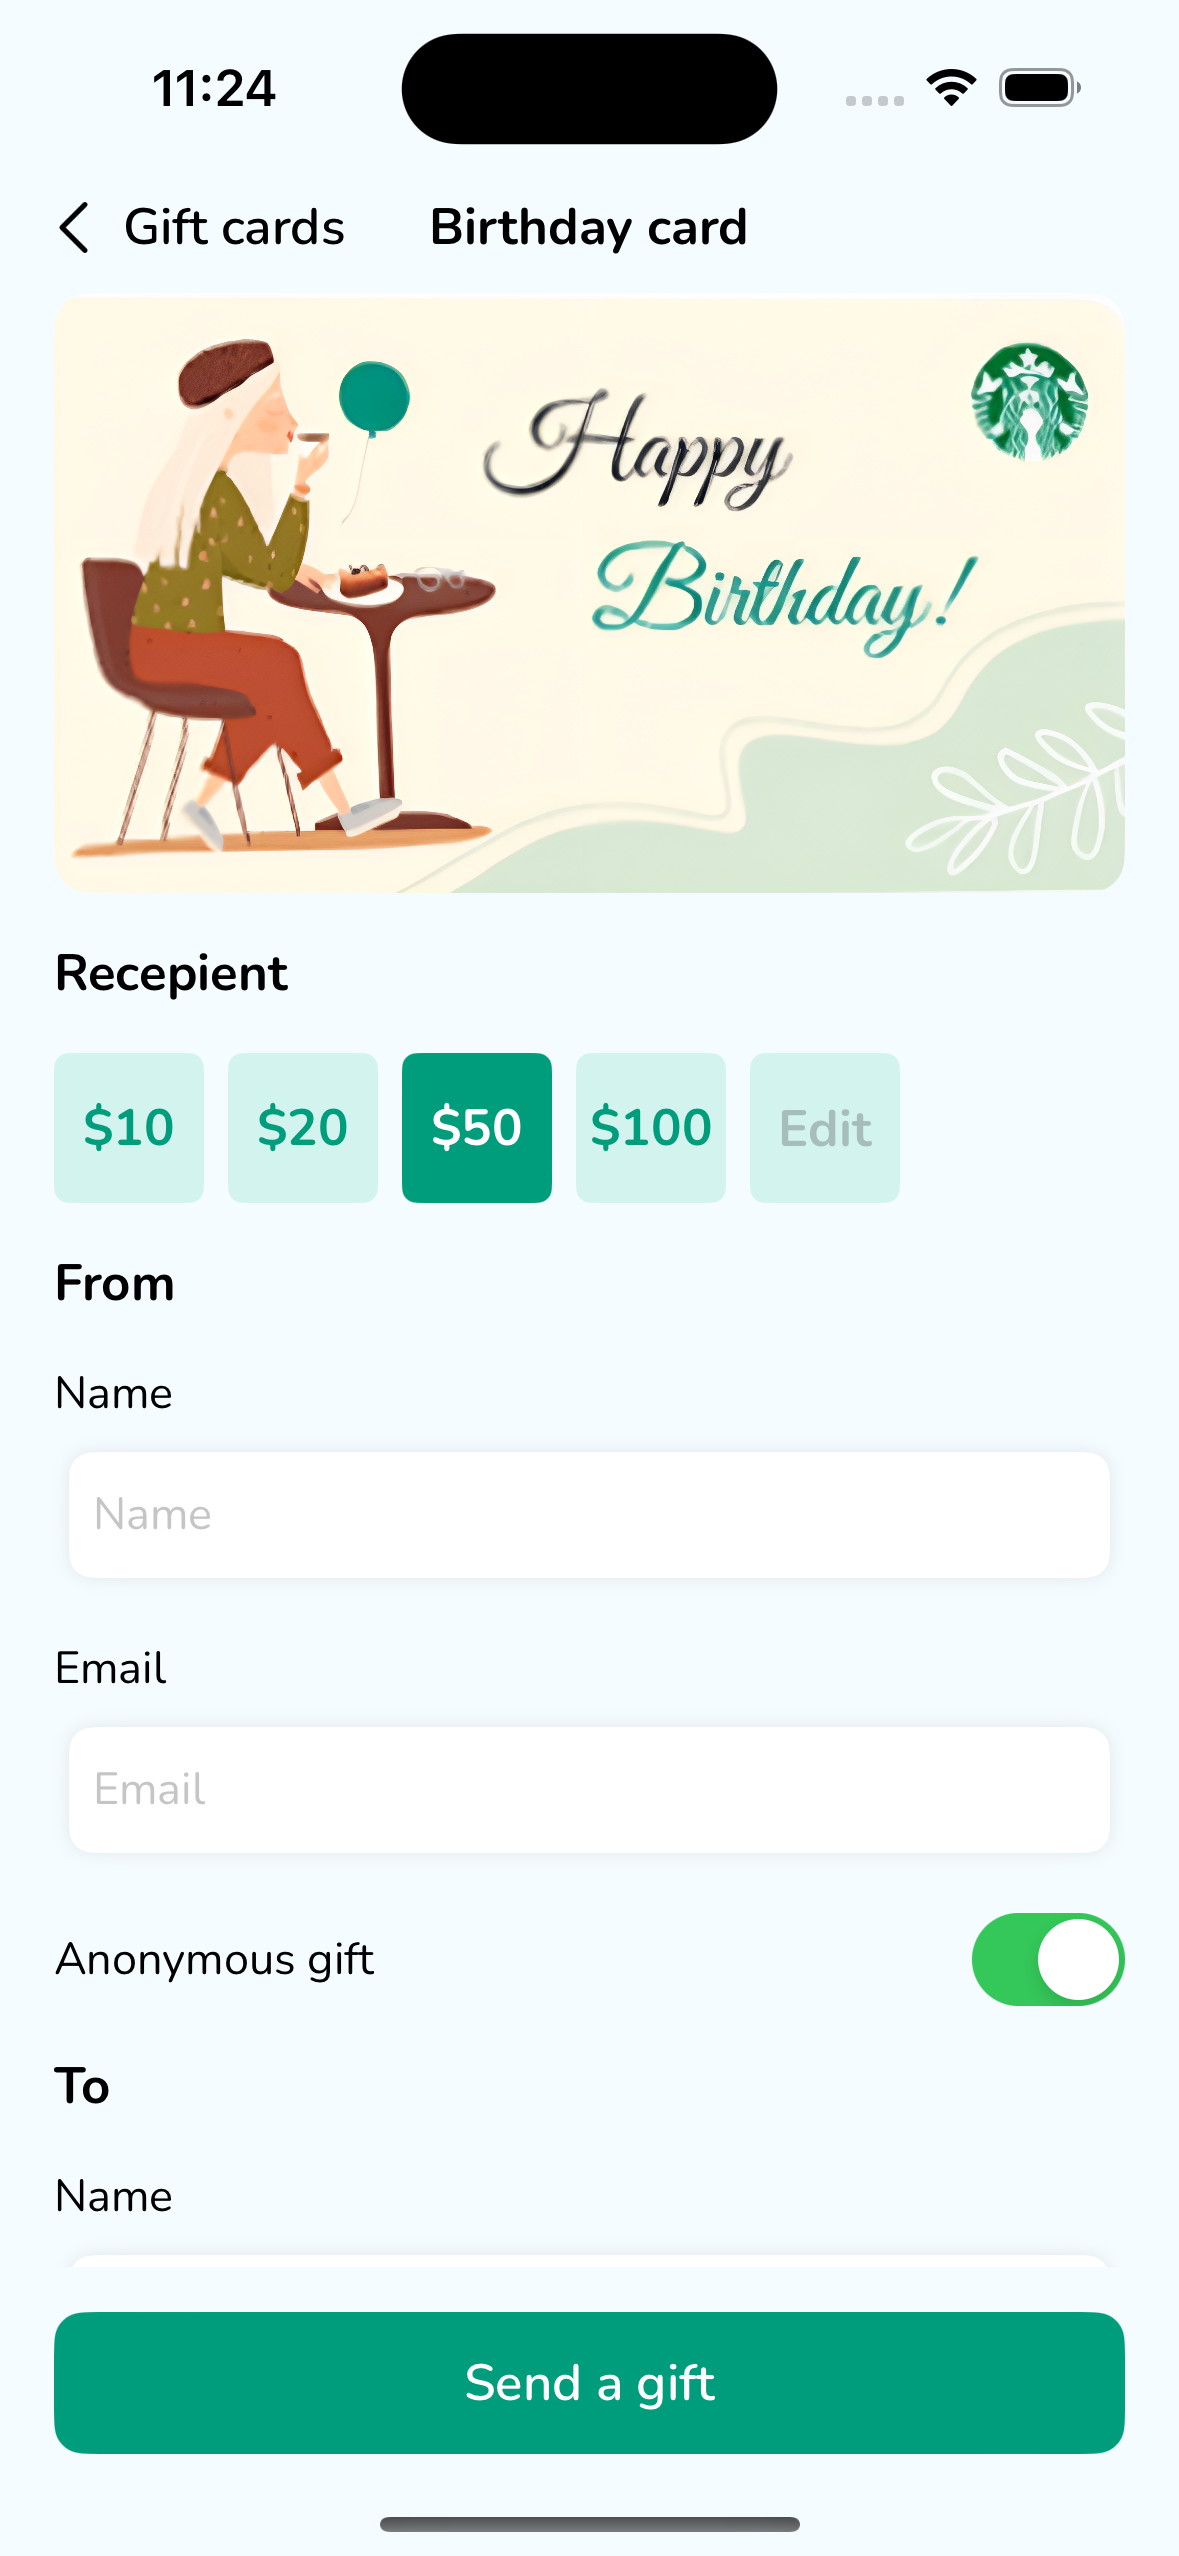 11:24
Gift cards Birthday card
Happy
Birthday!
Recepient
$10 $20 $50 $100 Edit
From
Name
Name
Email
Email
Anonymous gift
To
Name
Send a gift